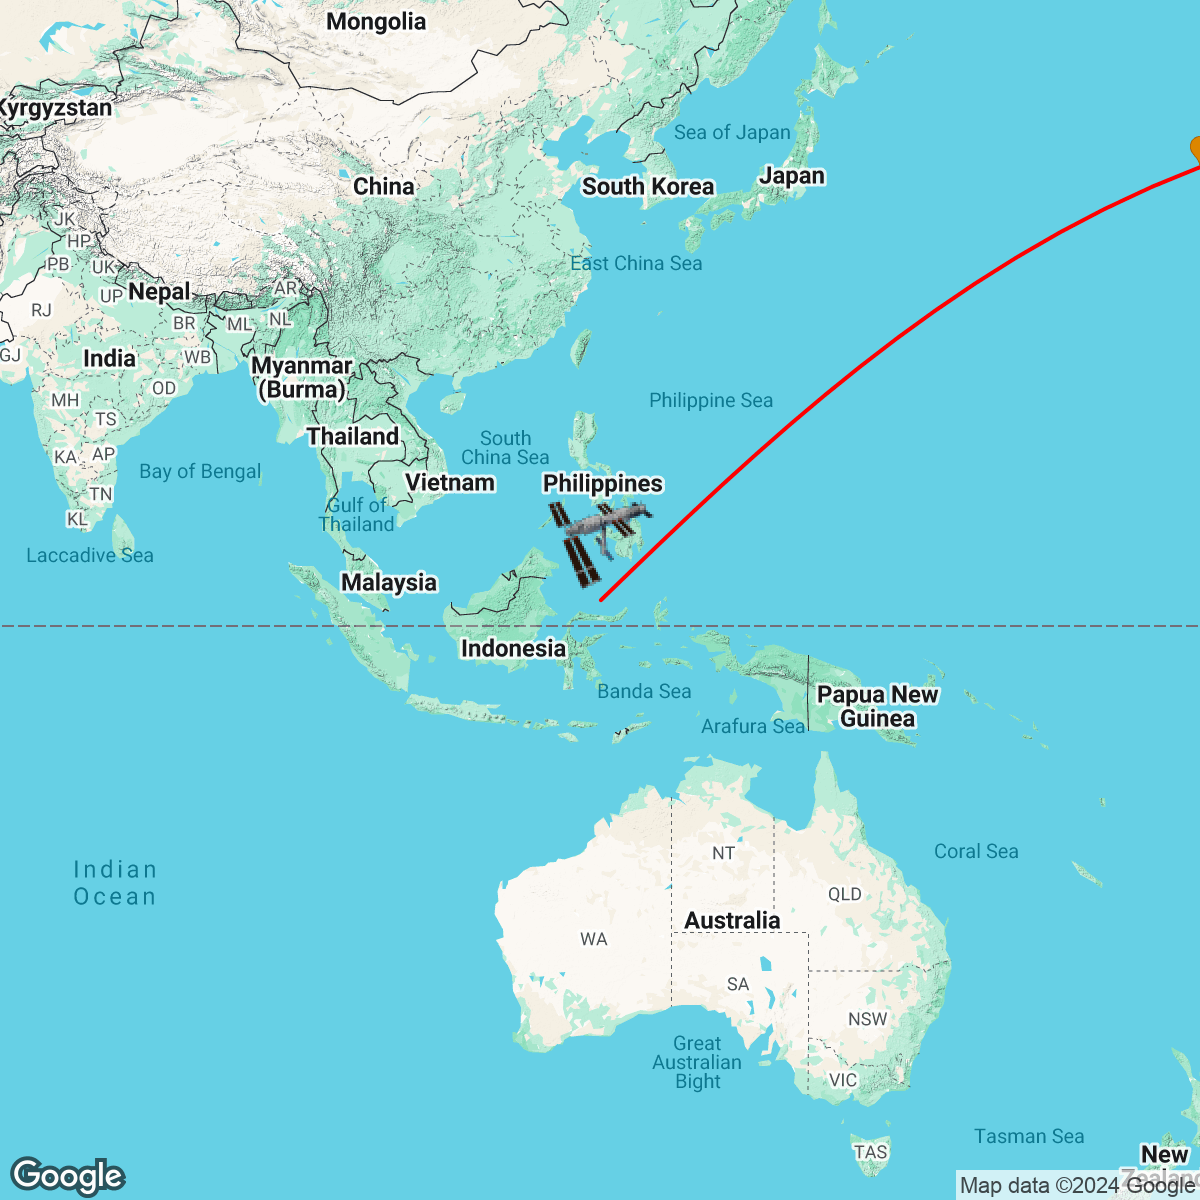 Mongolia
Kyrgyzstan
Sea of Japan
Japan
China
South Korea
JK
HP
PB
UK
East China Sea
Nepal
AR
UP
RJ
BR
ML
NL
GJ
India
WB
Myanmar
(Burma)
OD
MH
Philippine Sea
TS
Thailand
South
China Sea
KA
AP
Bay of Bengal
Vietnam
Philippines
TN
Gulf of
Thailand
KL
Laccadive Sea
Malaysia
Indonesia
Banda Sea
Papua New
Guinea
Arafura Sea
NT
Coral Sea
Indian
Ocean
QLD
Australia
WA
SA
NSW
Great
Australian
Bight
VIC
Tasman Sea
TAS
New
Zealand
Google
Map data ©2024 Google